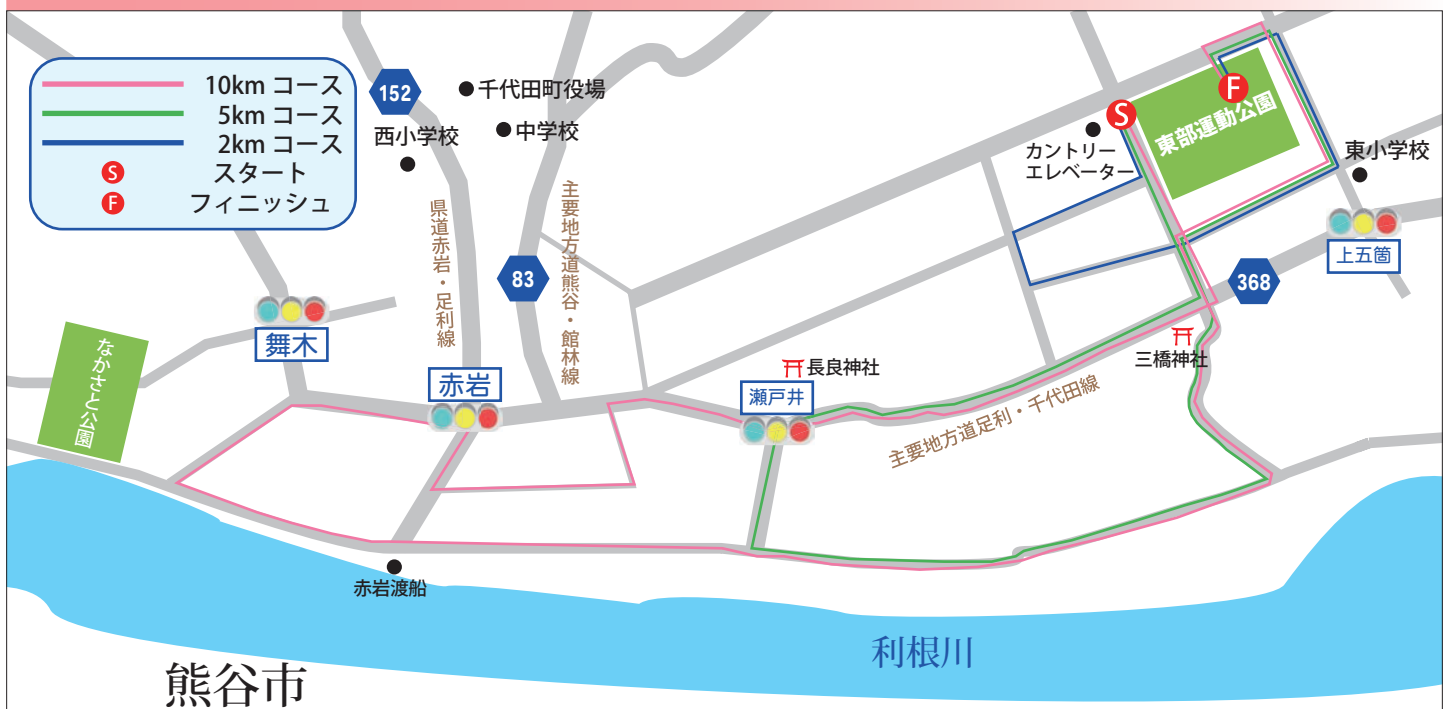 10km コース
5km コース
2km コース
S スタート
F フィニッシュ
152
千代田町役場
中学校
西小学校
県道赤岩・足利線
主要地方道熊谷・館林線
83
舞木
赤岩
なかさと公園
赤岩渡船
瀬戸井
長良神社
主要地方道足利・千代田線
三橋神社
368
上五箇
東小学校
カントリー
エレベーター
S
F
東部運動公園
利根川
熊谷市